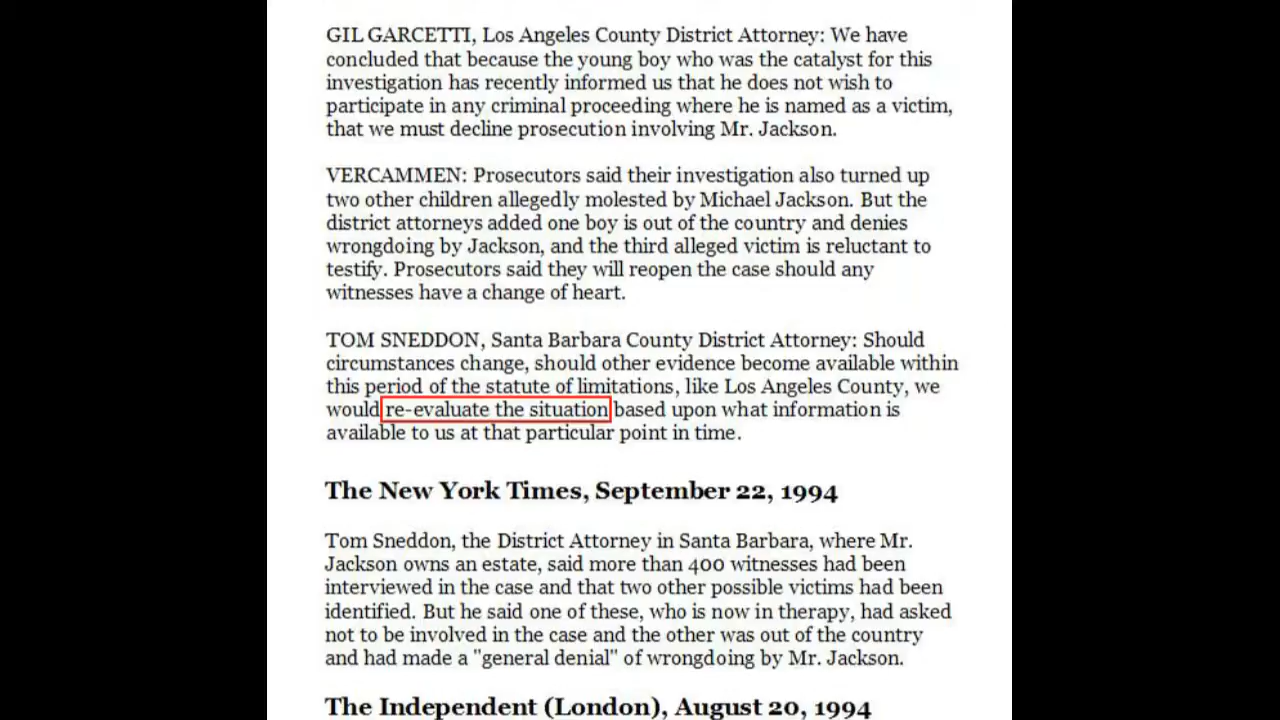 GIL GARCETTI, Los Angeles County District Attorney: We have
concluded that because the young boy who was the catalyst for this
investigation has recently informed us that he does not wish to
participate in any criminal proceeding where he is named as a victim,
that we must decline prosecution involving Mr. Jackson.
VERCAMMEN: Prosecutors said their investigation also turned up
two other children allegedly molested by Michael Jackson. But the
district attorneys added one boy is out of the country and denies
wrongdoing by Jackson, and the third alleged victim is reluctant to
testify. Prosecutors said they will reopen the case should any
witnesses have a change of heart.
TOM SNEDDON, Santa Barbara County District Attorney: Should
circumstances change, should other evidence become available within
this period of the statute of limitations, like Los Angeles County, we
would re-evaluate the situation based upon what information is
available to us at that particular point in time.
The New York Times, September 22, 1994
Tom Sneddon, the District Attorney in Santa Barbara, where Mr.
Jackson owns an estate, said more than 400 witnesses had been
interviewed in the case and that two other possible victims had been
identified. But he said one of these, who is now in therapy, had asked
not to be involved in the case and the other was out of the country
and had made a "general denial" of wrongdoing by Mr. Jackson.
The Independent (London), August 20, 1994